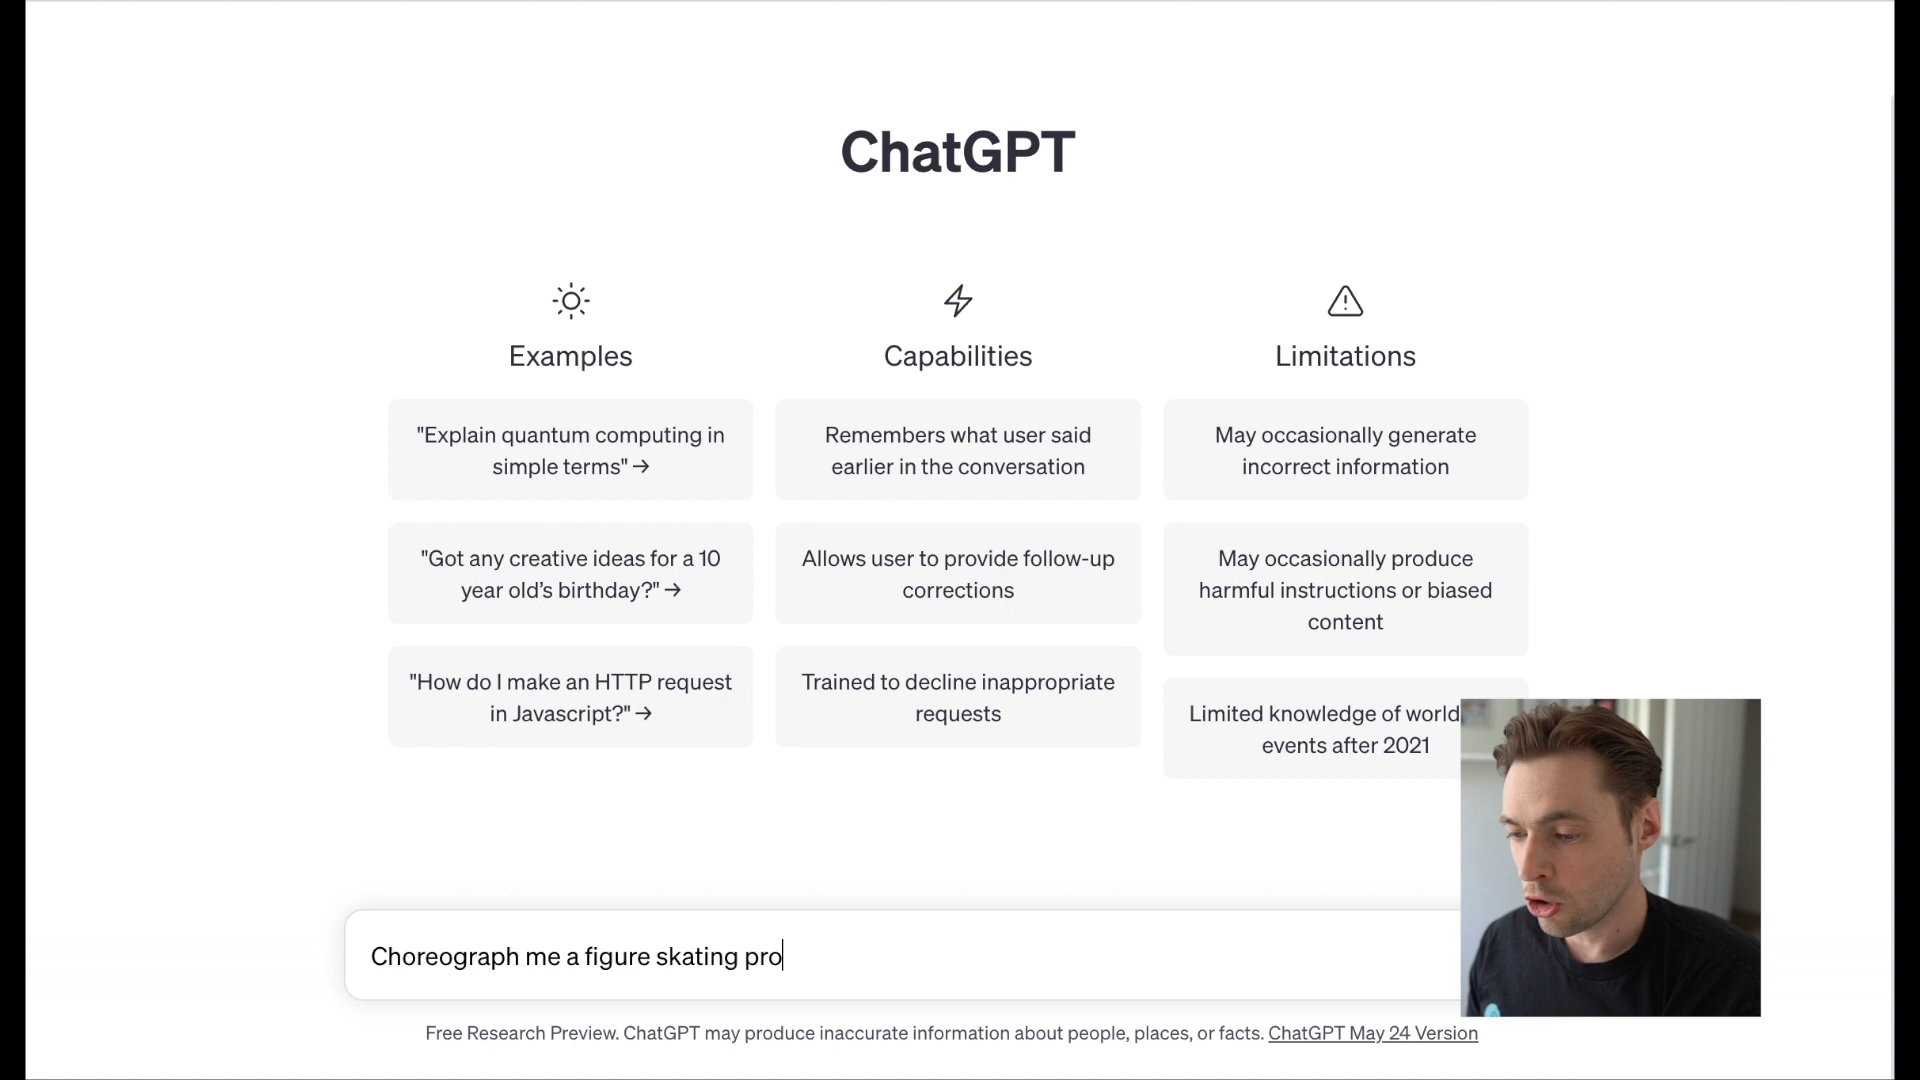 ChatGPT
Examples
"Explain quantum computing in
simple terms" →
"Got any creative ideas for a 10
year old’s birthday?" →
"How do I make an HTTP request
in Javascript?" →
Capabilities
Remembers what user said
earlier in the conversation
Allows user to provide follow-up
corrections
Trained to decline inappropriate
requests
Limitations
May occasionally generate
incorrect information
May occasionally produce
harmful instructions or biased
content
Limited knowledge of world
events after 2021
Choreograph me a figure skating pro
Free Research Preview. ChatGPT may produce inaccurate information about people, places, or facts. ChatGPT May 24 Version